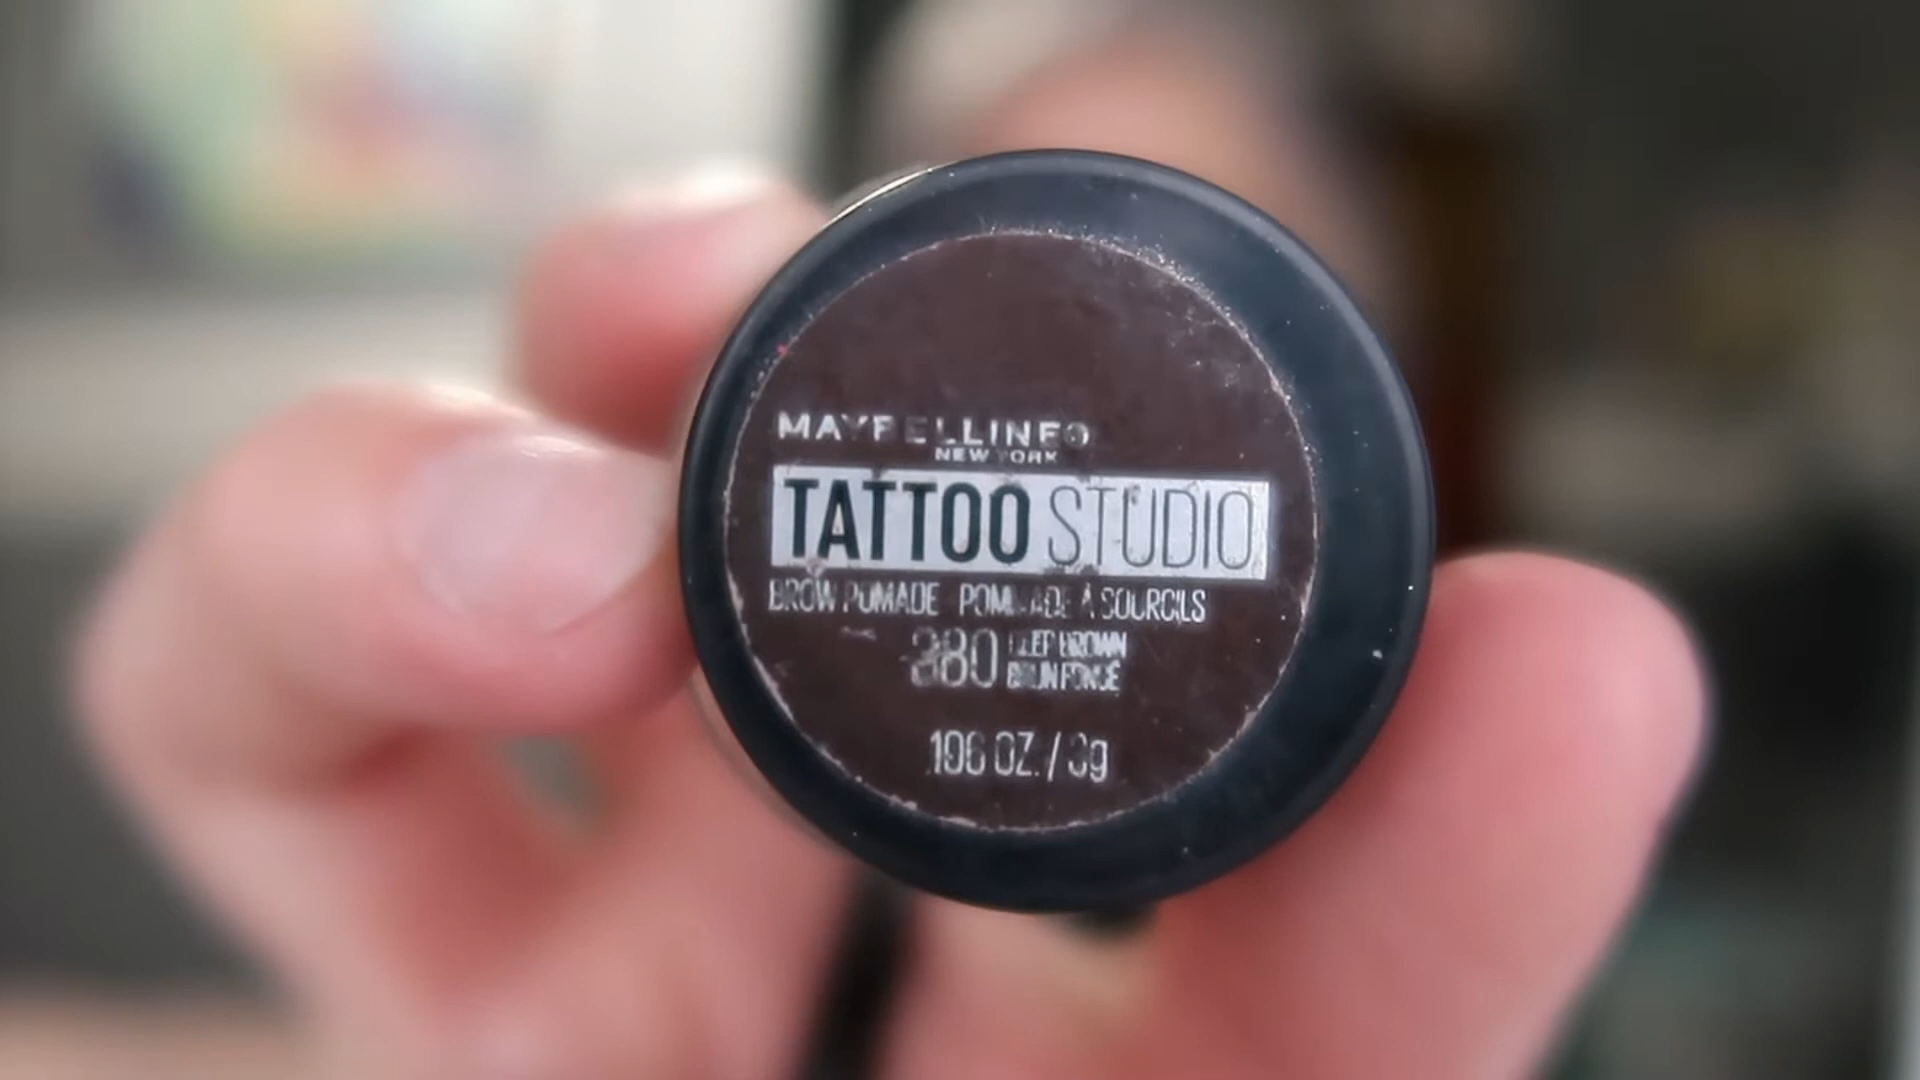 MAYBELLINE
NEW YORK
TATTOO STUDIO
BROW POMADE POMMADE À SOURCILS
380 DEEP BROWN
BRUN FONCÉ
.106 OZ. / 3g